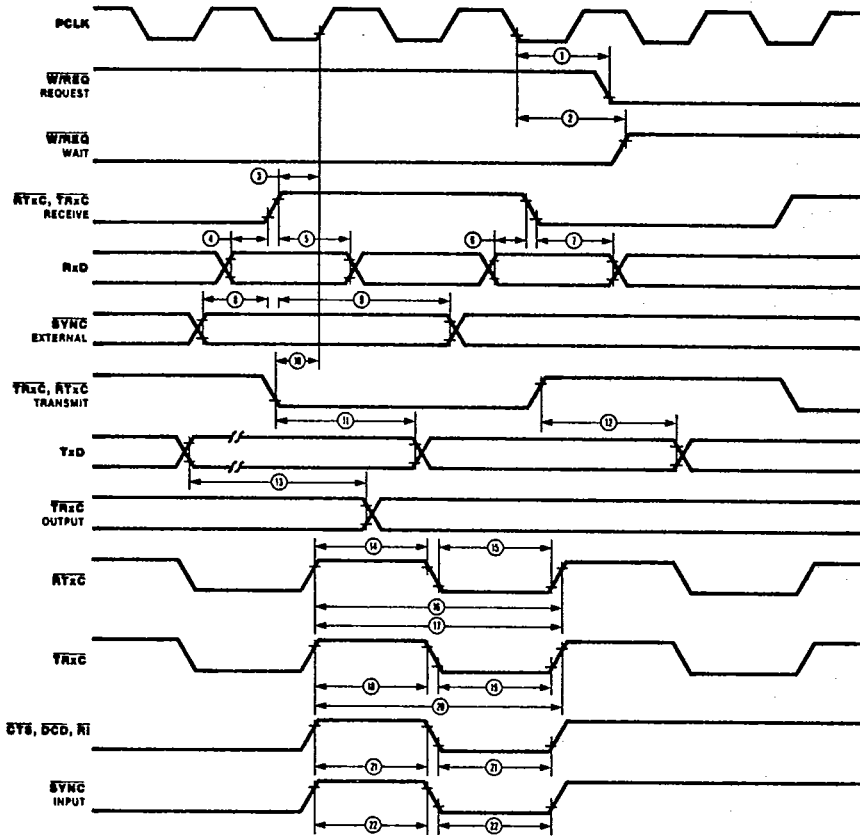 PCLK
1
W/REQ
REQUEST
2
W/REQ
WAIT
3
RTxC, TRxC
RECEIVE
4 5 6 7
RxD
8 9
SYNC
EXTERNAL
10
TRxC, RTxC
TRANSMIT
11 12
TxD
13
TRxC
OUTPUT
14 15
RTxC
16
17
TRxC
18 19
20
CTS, DCD, RI
21 21
SYNC
INPUT
22 22